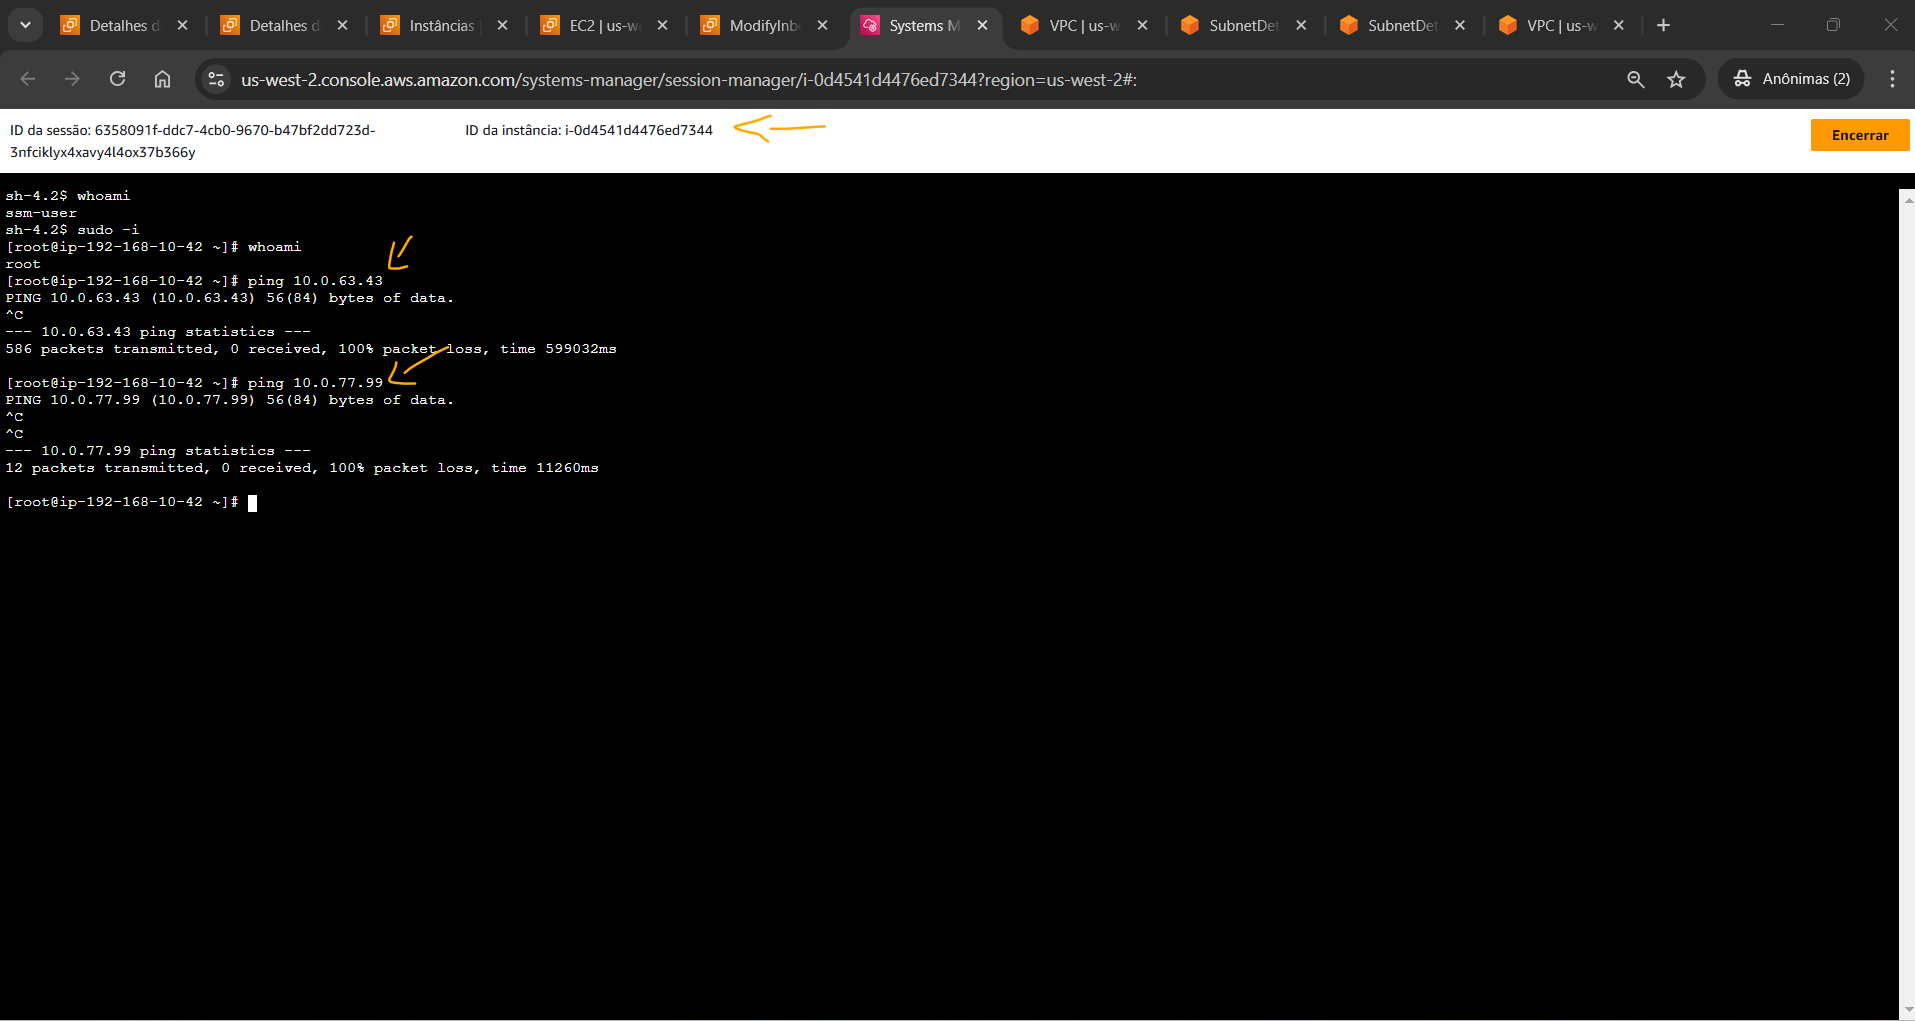 Detalhes d
Detalhes d
Instâncias
EC2 | us-w
ModifyInb
Systems M
VPC | us-w
SubnetDet
SubnetDet
VPC | us-w
us-west-2.console.aws.amazon.com/systems-manager/session-manager/i-0d4541d4476ed7344?region=us-west-2#:
Anônimas (2)
ID da sessão: 6358091f-ddc7-4cb0-9670-b47bf2dd723d-
3nfciklyx4xavy4l4ox37b366y
ID da instância: i-0d4541d4476ed7344
Encerrar
sh-4.2$ whoami
ssm-user
sh-4.2$ sudo -i
[root@ip-192-168-10-42 ~]# whoami
root
[root@ip-192-168-10-42 ~]# ping 10.0.63.43
PING 10.0.63.43 (10.0.63.43) 56(84) bytes of data.
^C
--- 10.0.63.43 ping statistics ---
586 packets transmitted, 0 received, 100% packet loss, time 599032ms
[root@ip-192-168-10-42 ~]# ping 10.0.77.99
PING 10.0.77.99 (10.0.77.99) 56(84) bytes of data.
^C
^C
--- 10.0.77.99 ping statistics ---
12 packets transmitted, 0 received, 100% packet loss, time 11260ms
[root@ip-192-168-10-42 ~]#